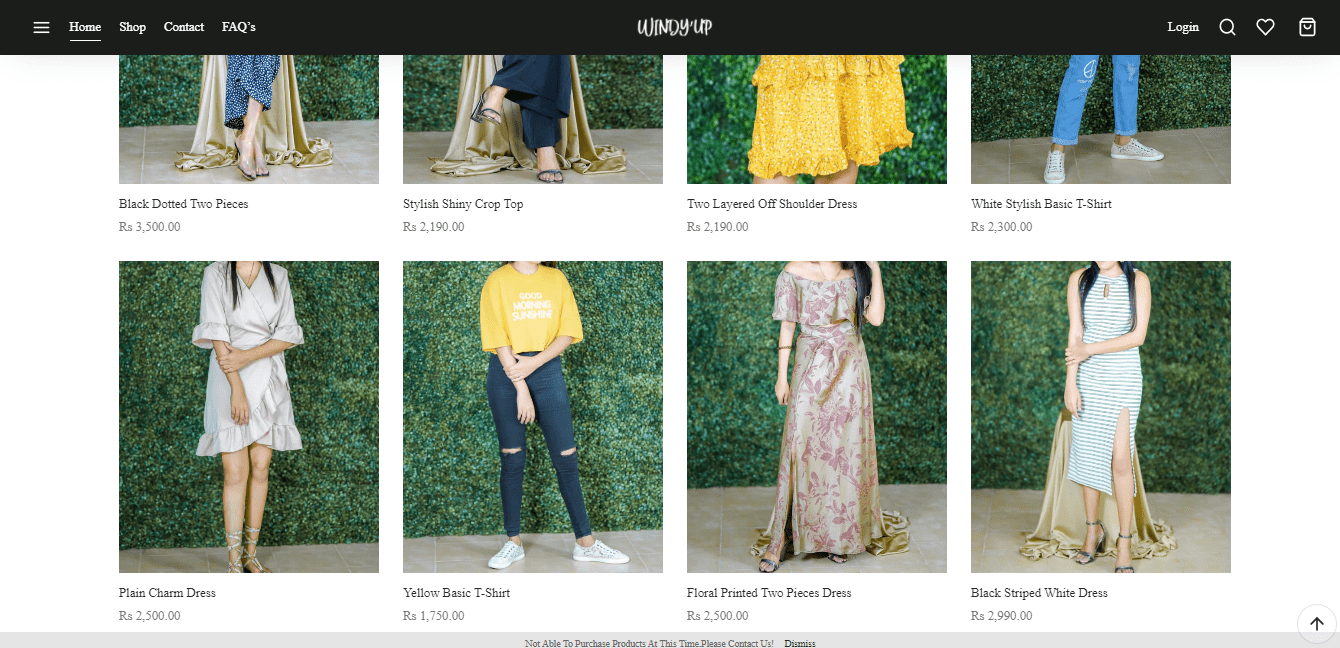 Home Shop Contact FAQ's WINDY'UP Login
Black Dotted Two Pieces
Rs 3,500.00
Stylish Shiny Crop Top
Rs 2,190.00
Two Layered Off Shoulder Dress
Rs 2,190.00
White Stylish Basic T-Shirt
Rs 2,300.00
GOOD
MORNING
SUNSHINE
Plain Charm Dress
Rs 2,500.00
Yellow Basic T-Shirt
Rs 1,750.00
Floral Printed Two Pieces Dress
Rs 2,500.00
Black Striped White Dress
Rs 2,990.00
Not Able To Purchase Products At This Time.Please Contact Us! Dismiss